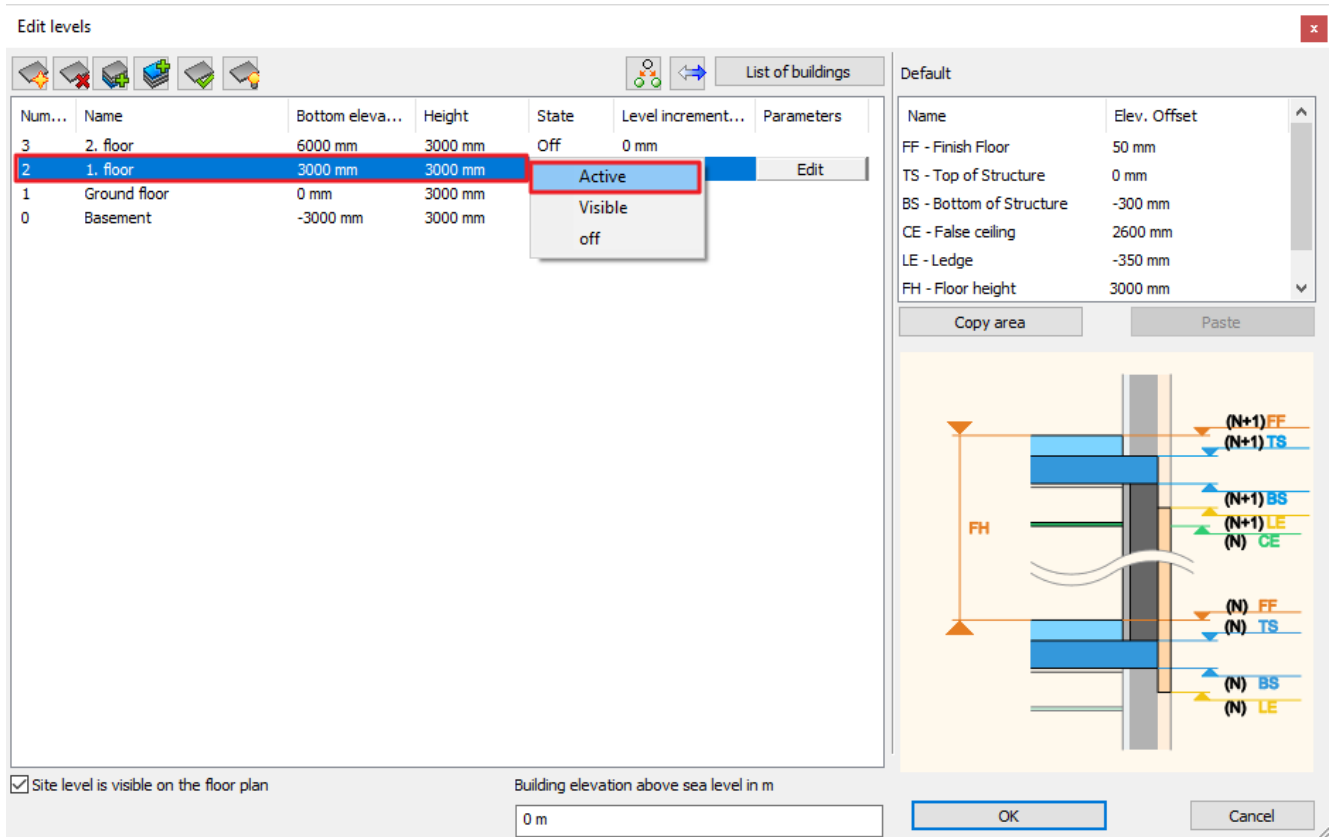 Edit levels
x
List of buildings
Default
Num... Name Bottom eleva... Height State Level increment... Parameters
3 2. floor 6000 mm 3000 mm Off 0 mm
2 1. floor 3000 mm 3000 mm Edit
1 Ground floor 0 mm 3000 mm
0 Basement -3000 mm 3000 mm
Active
Visible
off
Name Elev. Offset
FF - Finish Floor 50 mm
TS - Top of Structure 0 mm
BS - Bottom of Structure -300 mm
CE - False ceiling 2600 mm
LE - Ledge -350 mm
FH - Floor height 3000 mm
Copy area Paste
(N+1) FF
(N+1) TS
(N+1) BS
(N+1) LE
(N) CE
FH
(N) FF
(N) TS
(N) BS
(N) LE
Site level is visible on the floor plan
Building elevation above sea level in m
0 m
OK Cancel